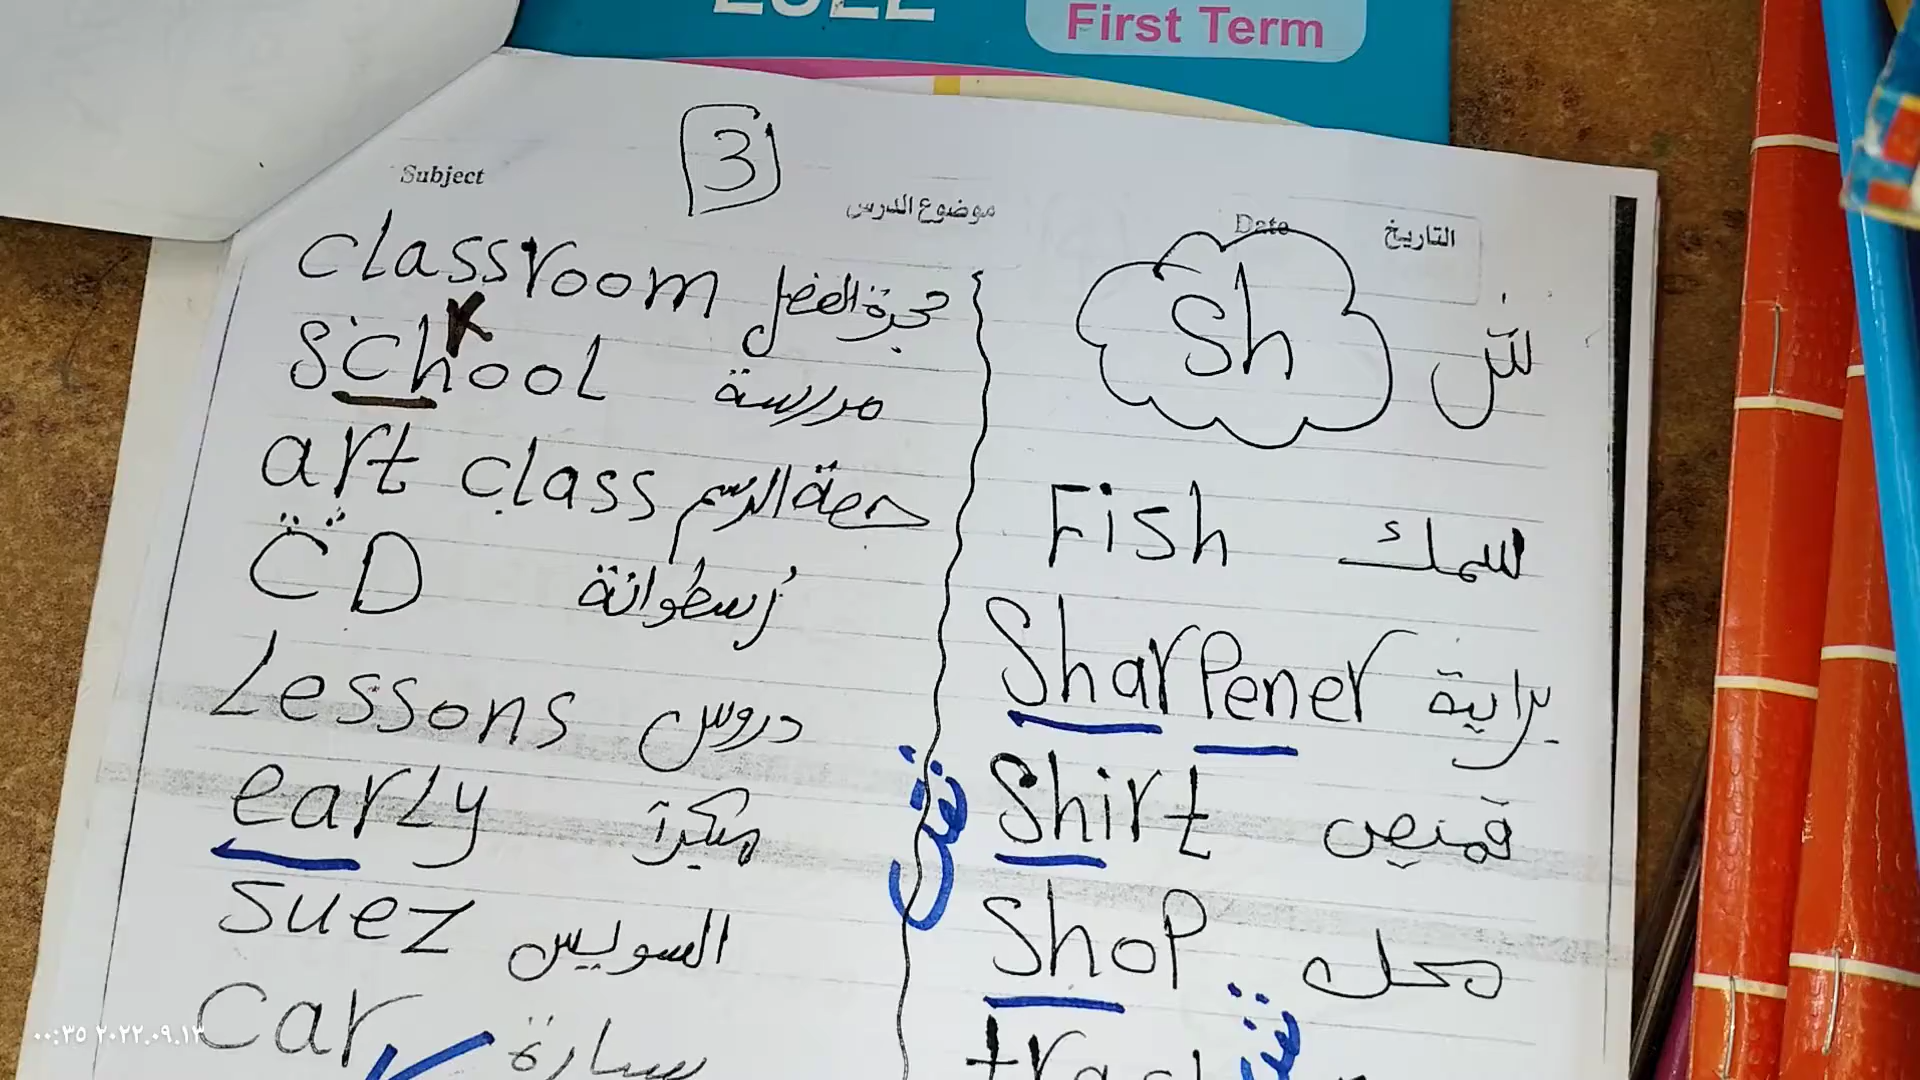 First Term
3
Subject
موضوع الدرس
Date
التاريخ
classroom حجرة الفصل
K
school مدرسة
art class حصة الرسم
CD أسطوانة
Lessons دروس
early مبكرة
suez السويس
car سيارة
Sh ش
Fish سمك
Sharpener براية
Shirt قميص
Shop محل
٠٠:٣٥ ٢٠٢٢.٠٩.١٣